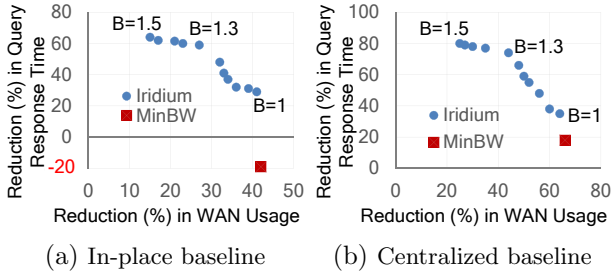 Reduction (%) in Query
Response Time
80
60
40
20
0
-20
B=1.5
B=1.3
B=1
Iridium
MinBW
0
10
20
30
40
50
Reduction (%) in WAN Usage
(a) In-place baseline
Reduction (%) in Query
Response Time
100
80
60
40
20
0
B=1.5
B=1.3
B=1
Iridium
MinBW
0
20
40
60
80
Reduction (%) in WAN Usage
(b) Centralized baseline